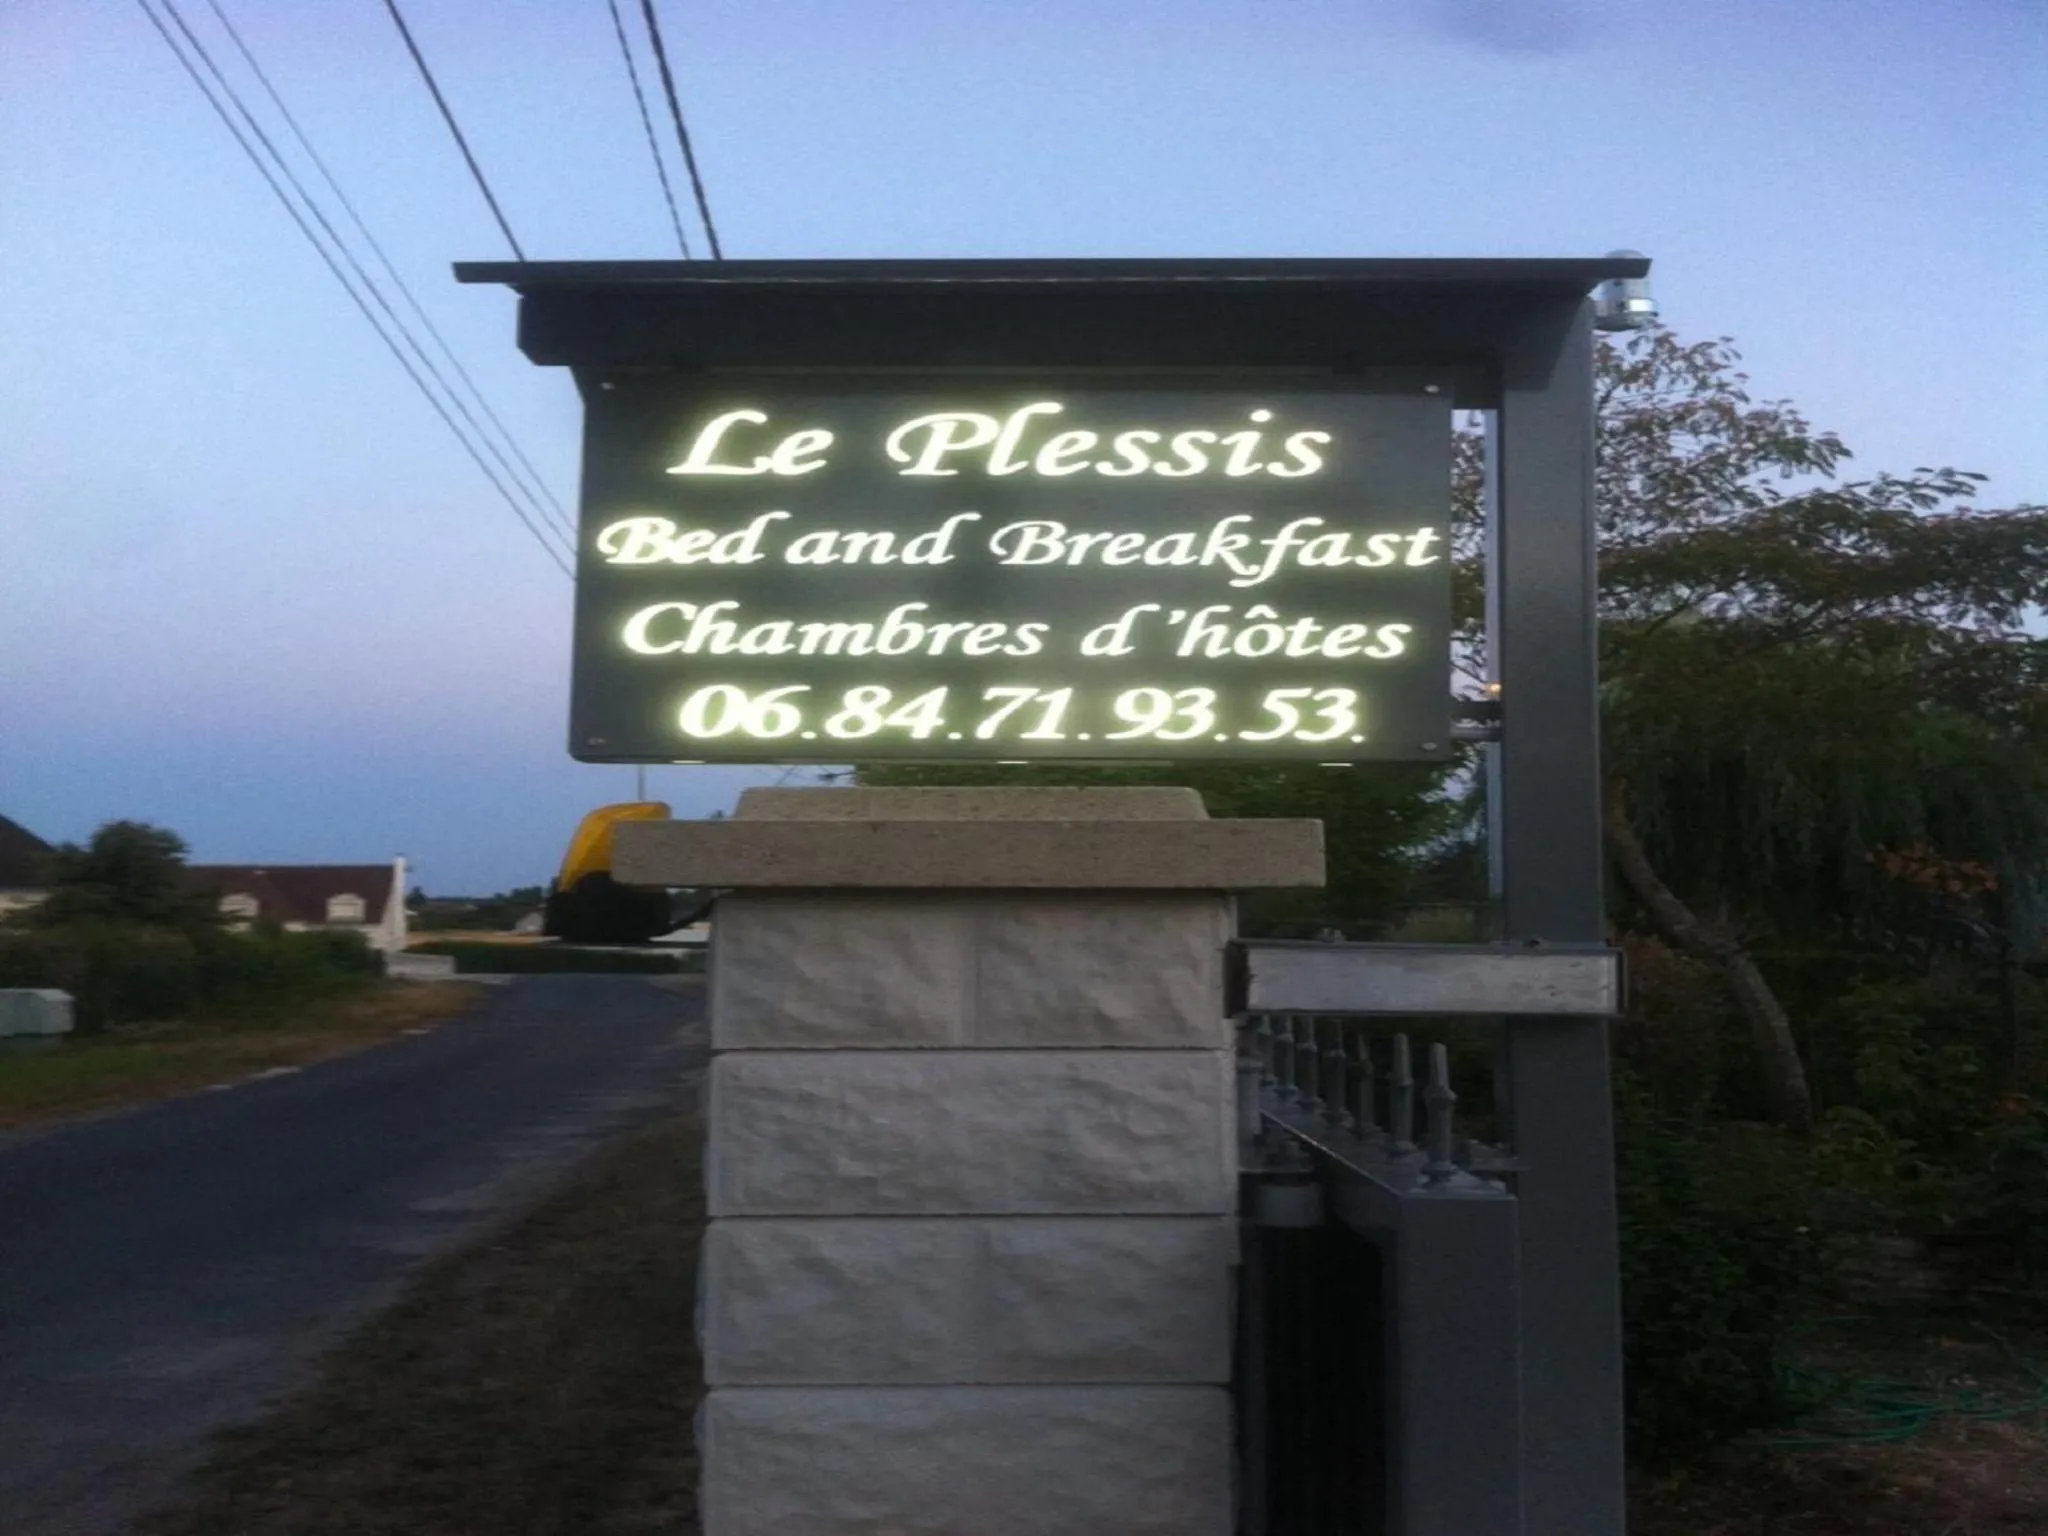 Le Plessis
Bed and Breakfast
Chambres d'hôtes
06.84.71.93.53.